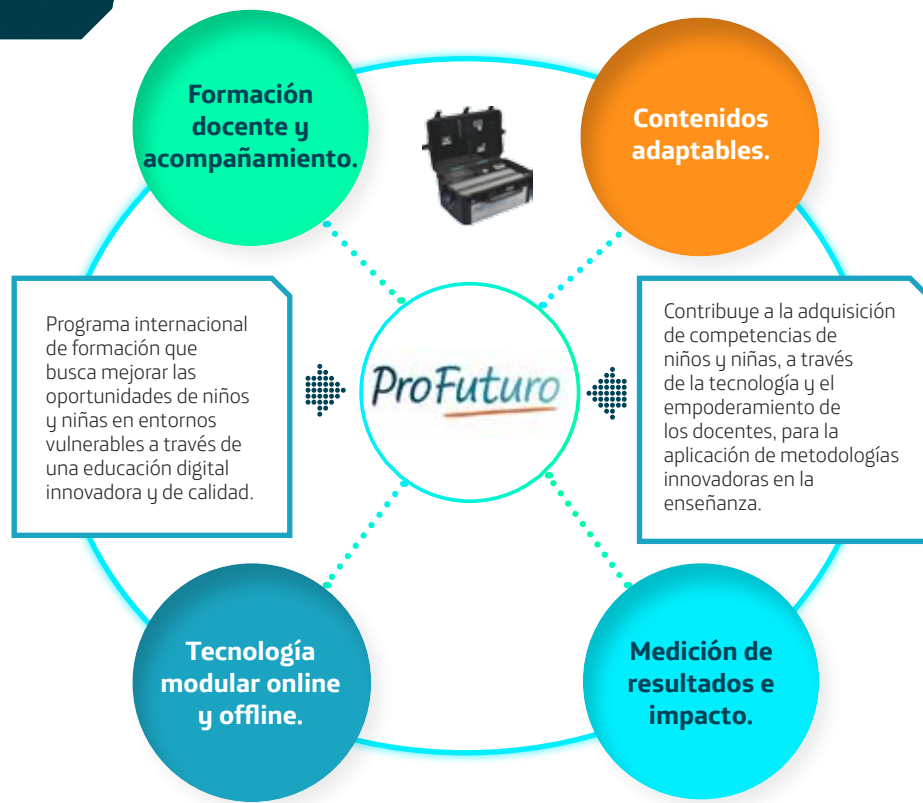 Formación
docente y
acompañamiento.
Contenidos
adaptables.
Programa internacional
de formación que
busca mejorar las
oportunidades de niños
y niñas en entornos
vulnerables a través de
una educación digital
innovadora y de calidad.
ProFuturo
Contribuye a la adquisición
de competencias de
niños y niñas, a través
de la tecnología y el
empoderamiento de
los docentes, para la
aplicación de metodologías
innovadoras en la
enseñanza.
Tecnología
modular online
y offline.
Medición de
resultados e
impacto.